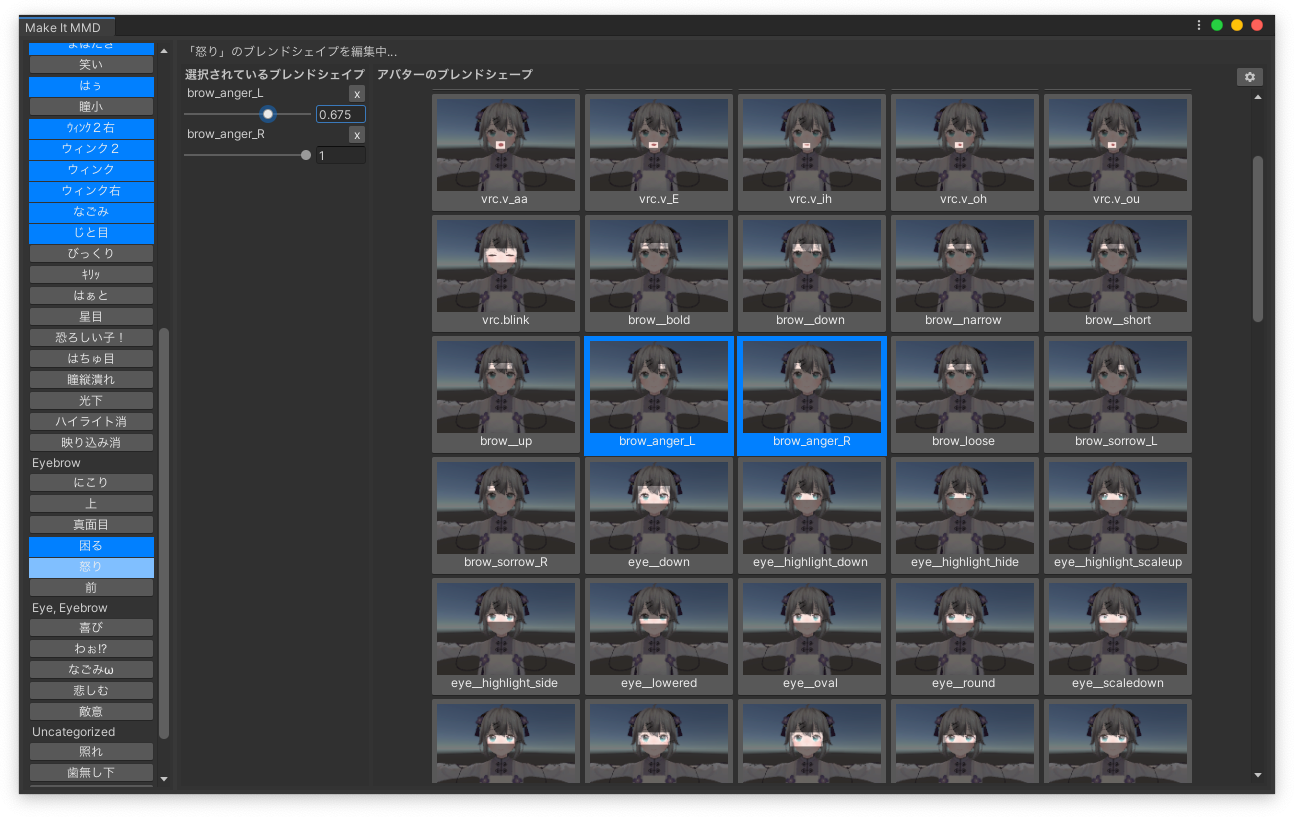 Make It MMD
まばたき
笑い
はぅ
瞳小
ｳｨﾝｸ２右
ウィンク２
ウィンク
ウィンク右
なごみ
じと目
びっくり
ｷﾘｯ
はぁと
星目
恐ろしい子！
はちゅ目
瞳縦潰れ
光下
ハイライト消
映り込み消
Eyebrow
にこり
上
真面目
困る
怒り
前
Eye, Eyebrow
喜び
わぉ!?
なごみω
悲しむ
敵意
Uncategorized
照れ
歯無し下
「怒り」のブレンドシェイプを編集中...
選択されているブレンドシェイプ
brow_anger_L
x
0.675
brow_anger_R
x
1
アバターのブレンドシェープ
vrc.v_aa
vrc.v_E
vrc.v_ih
vrc.v_oh
vrc.v_ou
vrc.blink
brow__bold
brow__down
brow__narrow
brow__short
brow__up
brow_anger_L
brow_anger_R
brow_loose
brow_sorrow_L
brow_sorrow_R
eye__down
eye__highlight_down
eye__highlight_hide
eye__highlight_scaleup
eye__highlight_side
eye__lowered
eye__oval
eye__round
eye__scaledown